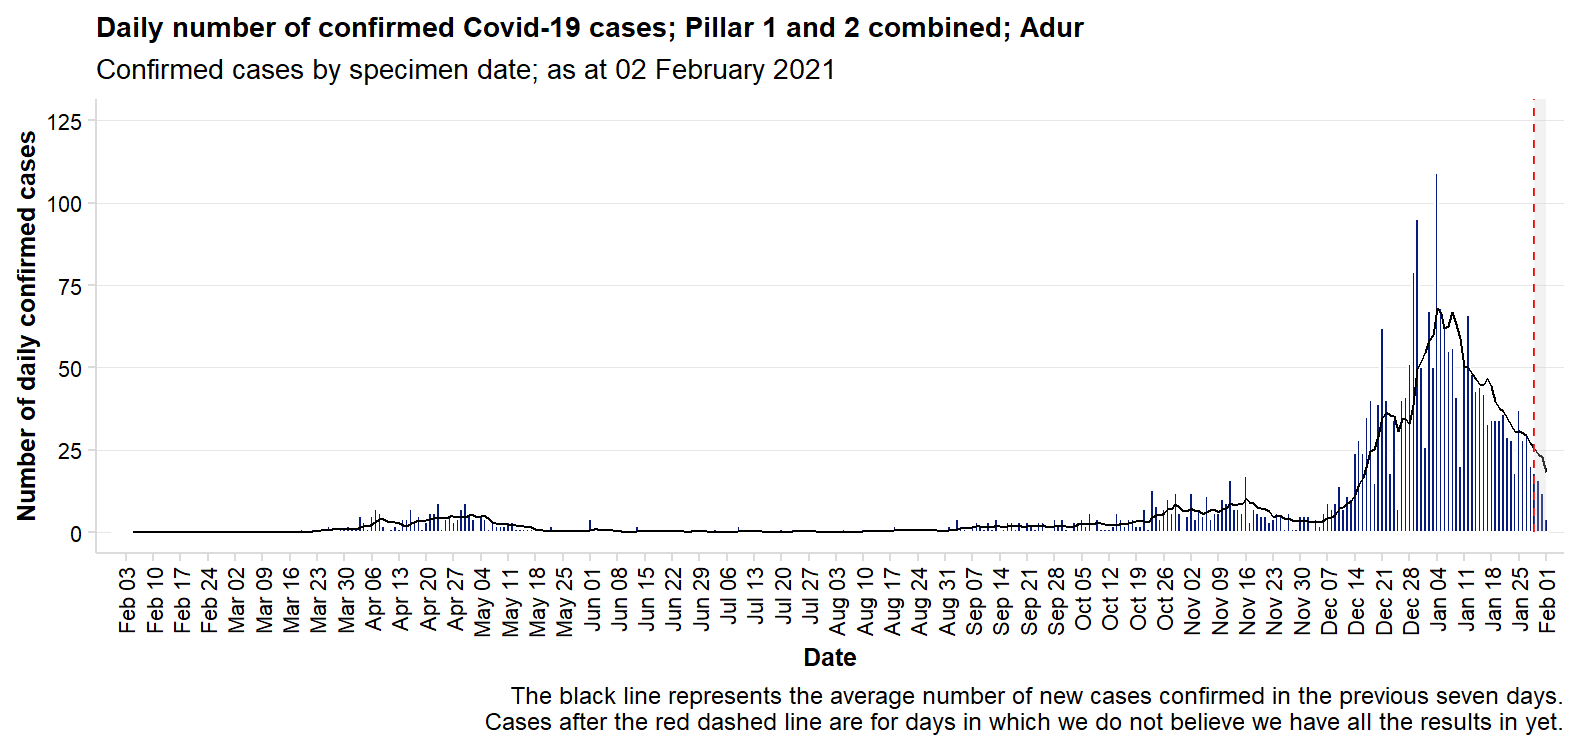 Daily number of confirmed Covid-19 cases; Pillar 1 and 2 combined; Adur
Confirmed cases by specimen date; as at 02 February 2021
Number of daily confirmed cases
125
100
75
50
25
0
Feb 03
Feb 10
Feb 17
Feb 24
Mar 02
Mar 09
Mar 16
Mar 23
Mar 30
Apr 06
Apr 13
Apr 20
Apr 27
May 04
May 11
May 18
May 25
Jun 01
Jun 08
Jun 15
Jun 22
Jun 29
Jul 06
Jul 13
Jul 20
Jul 27
Aug 03
Aug 10
Aug 17
Aug 24
Aug 31
Sep 07
Sep 14
Sep 21
Sep 28
Oct 05
Oct 12
Oct 19
Oct 26
Nov 02
Nov 09
Nov 16
Nov 23
Nov 30
Dec 07
Dec 14
Dec 21
Dec 28
Jan 04
Jan 11
Jan 18
Jan 25
Feb 01
Date
The black line represents the average number of new cases confirmed in the previous seven days.
Cases after the red dashed line are for days in which we do not believe we have all the results in yet.